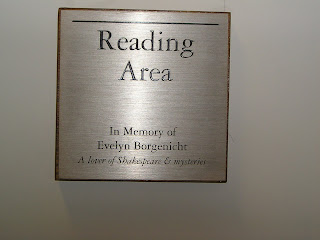 Reading
Area
In Memory of
Evelyn Borgenicht
A lover of Shakespeare & mysteries